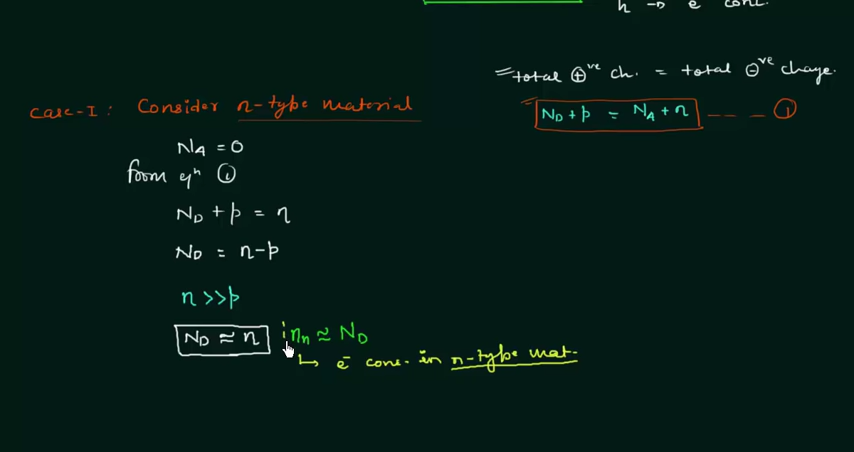 n → e conc.
total ⊕ve ch. = total ⊖ve charge.
ND + p = NA + n ---- ①
Case-I: Consider n-type material
NA = 0
from eqn ①
ND + p = n
ND = n-p
n >> p
ND ≈ n ; nn ≈ ND
↳ e- conc. in n-type mat.